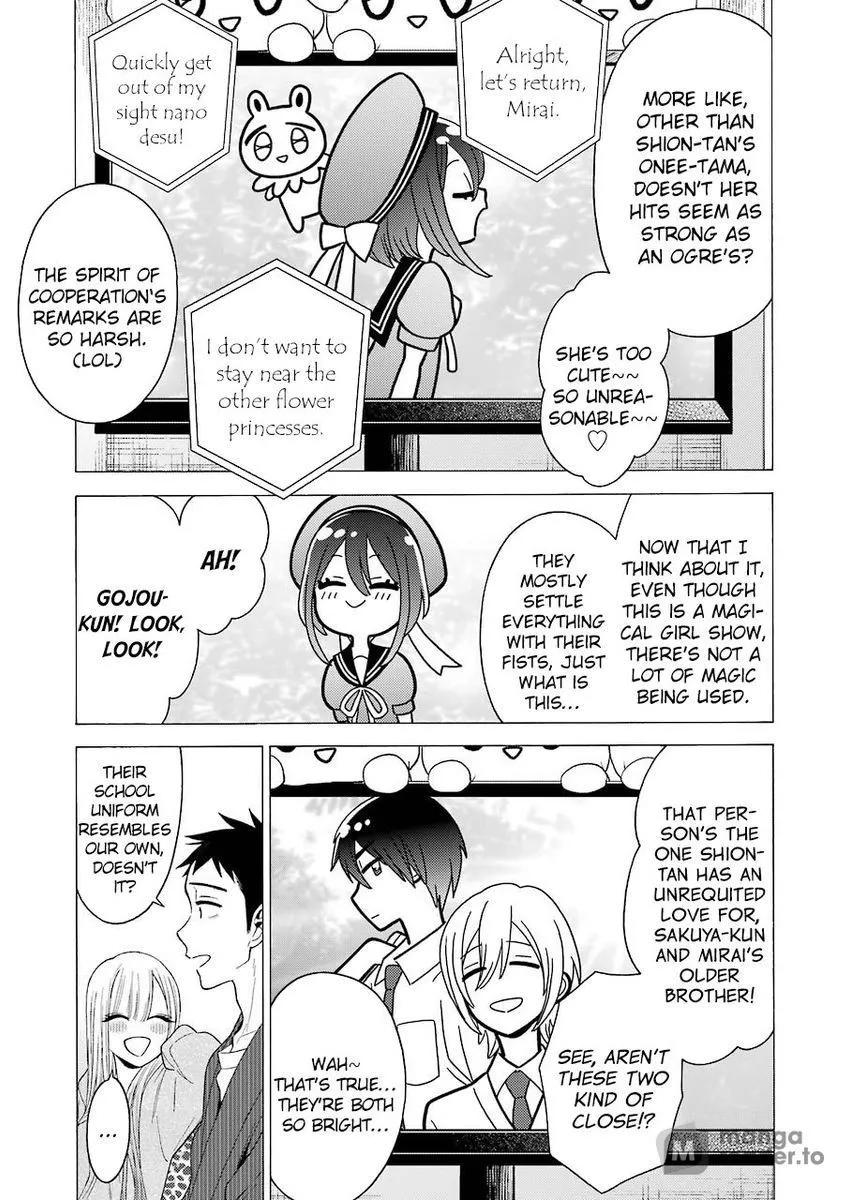 MORE LIKE,
OTHER THAN
SHION-TAN'S
ONEE-TAMA,
DOESN'T HER
HITS SEEM AS
STRONG AS
AN OGRE'S?
SHE'S TOO
CUTE~~
SO UNREA-
SONABLE~~
♡
Alright,
let's return,
Mirai.
Quickly get
out of my
sight nano
desu!
I don't want to
stay near the
other flower
princesses.
THE SPIRIT OF
COOPERATION'S
REMARKS ARE
SO HARSH.
(LOL)
NOW THAT I
THINK ABOUT IT,
EVEN THOUGH
THIS IS A MAGI-
CAL GIRL SHOW,
THERE'S NOT A
LOT OF MAGIC
BEING USED.
THEY
MOSTLY
SETTLE
EVERYTHING
WITH THEIR
FISTS, JUST
WHAT IS
THIS...
AH!
GOJOU-
KUN! LOOK,
LOOK!
THAT PER-
SON'S THE
ONE SHION-
TAN HAS AN
UNREQUITED
LOVE FOR,
SAKUYA-KUN
AND MIRAI'S
OLDER
BROTHER!
SEE, AREN'T
THESE TWO
KIND OF
CLOSE!?
WAH~
THAT'S TRUE...
THEY'RE BOTH
SO BRIGHT...
THEIR
SCHOOL
UNIFORM
RESEMBLES
OUR OWN,
DOESN'T
IT?
...
M
manga
.to